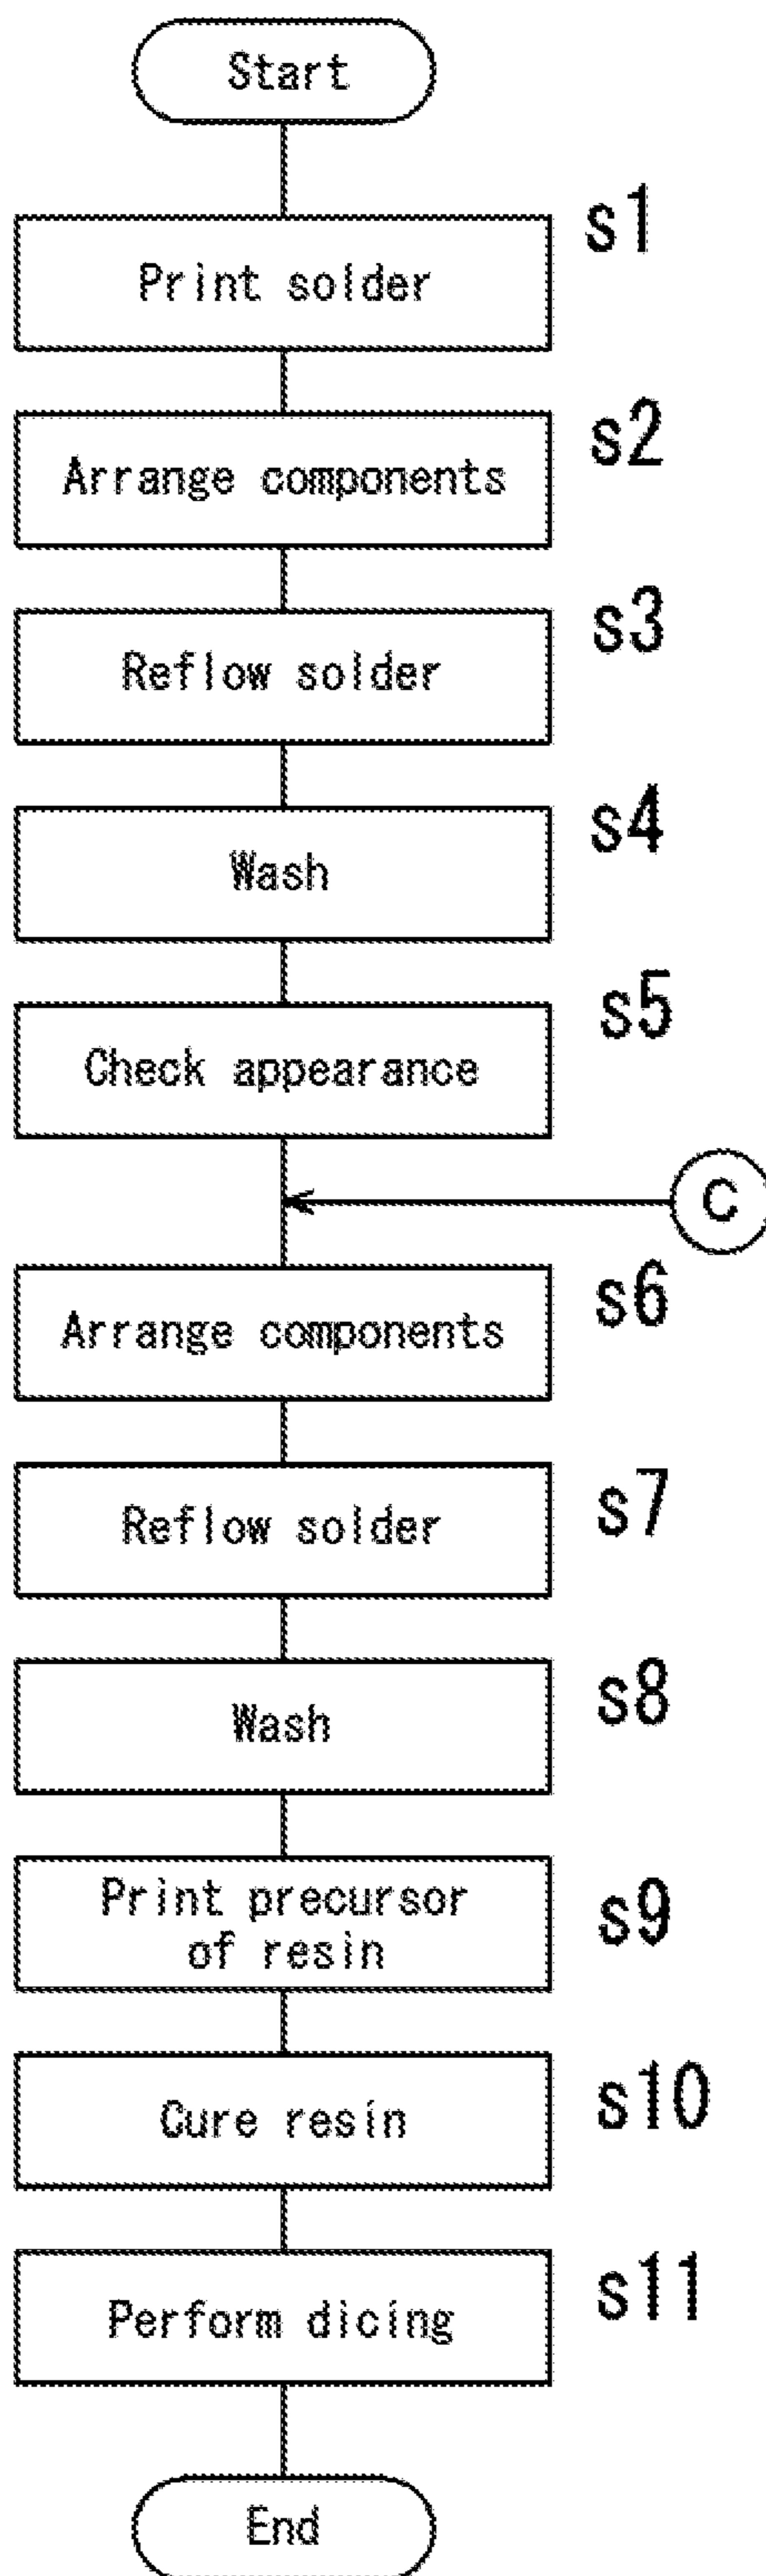 Start
s1
Print solder
s2
Arrange components
s3
Reflow solder
s4
Wash
s5
Check appearance
C
s6
Arrange components
s7
Reflow solder
s8
Wash
s9
Print precursor
of resin
s10
Cure resin
s11
Perform dicing
End